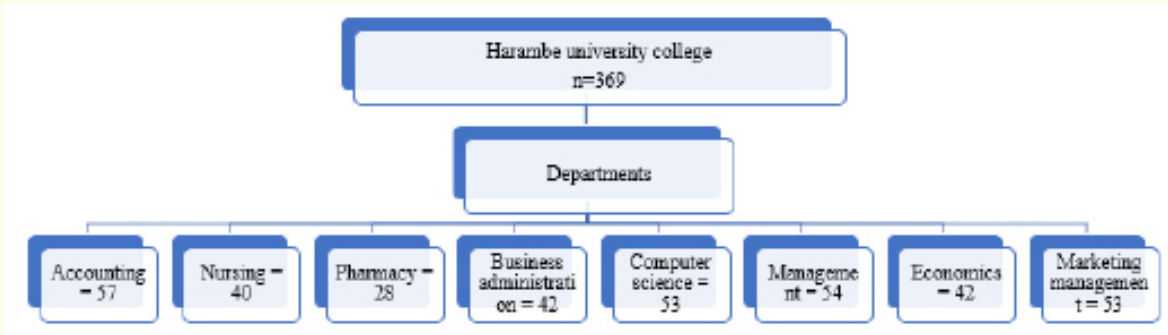 Harambe university college
n=369
Departments
Accounting
= 57
Nursing =
40
Pharmacy =
28
Business
administrati
on = 42
Computer
science =
53
Manageme
nt = 54
Economics
= 42
Marketing
managemen
t = 53